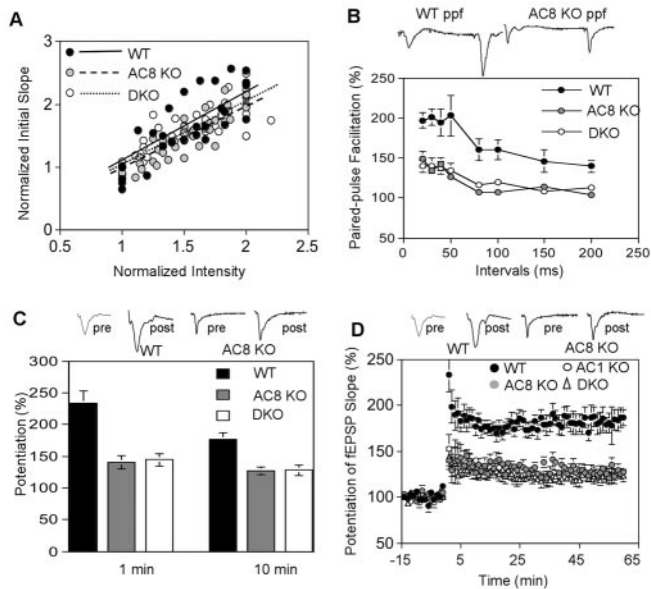 A
Normalized Initial Slope
3
2
1
0
WT
AC8 KO
DKO
0.5
1
1.5
2
2.5
Normalized Intensity
B
WT ppf
AC8 KO ppf
Paired-pulse Facilitation (%)
250
200
150
100
50
WT
AC8 KO
DKO
0
50
100
150
200
250
Intervals (ms)
C
pre
post
pre
post
WT
AC8 KO
Potentiation (%)
300
250
200
150
100
50
0
WT
AC8 KO
DKO
1 min
10 min
D
pre
post
pre
post
WT
AC8 KO
Potentiation of fEPSP Slope (%)
250
200
150
100
50
WT
AC1 KO
AC8 KO
DKO
-15
5
25
45
65
Time (min)